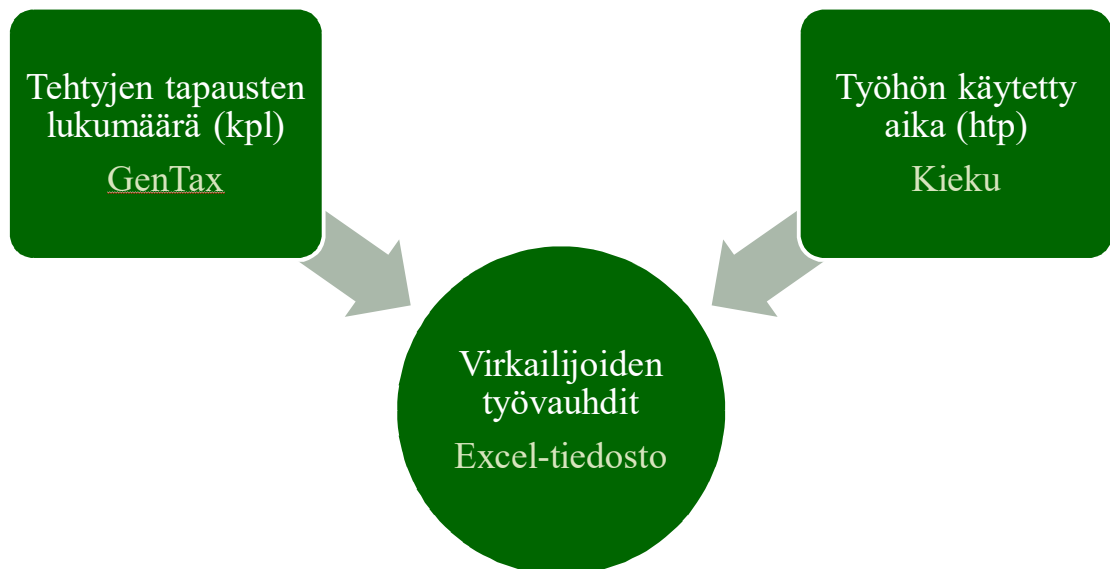 Tehtyjen tapausten
lukumäärä (kpl)
GenTax
Työhön käytetty
aika (htp)
Kieku
Virkailijoiden
työvauhdit
Excel-tiedosto